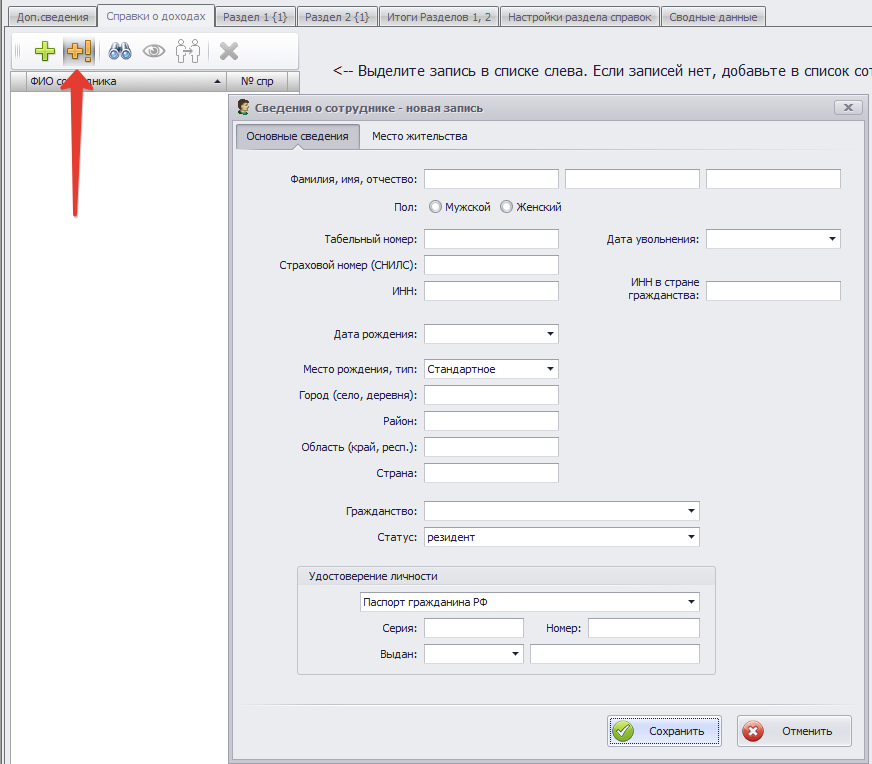 Доп.сведения Справки о доходах Раздел 1 {1} Раздел 2 {1} Итоги Разделов 1, 2 Настройки раздела справок Сводные данные
<-- Выделите запись в списке слева. Если записей нет, добавьте в список
ФИО сотрудника № спр
Сведения о сотруднике - новая запись
Основные сведения Место жительства
Фамилия, имя, отчество:
Пол: Мужской Женский
Табельный номер: Дата увольнения:
Страховой номер (СНИЛС):
ИНН: ИНН в стране гражданства:
Дата рождения:
Место рождения, тип: Стандартное
Город (село, деревня):
Район:
Область (край, респ.):
Страна:
Гражданство:
Статус: резидент
Удостоверение личности
Паспорт гражданина РФ
Серия: Номер:
Выдан:
Сохранить Отменить